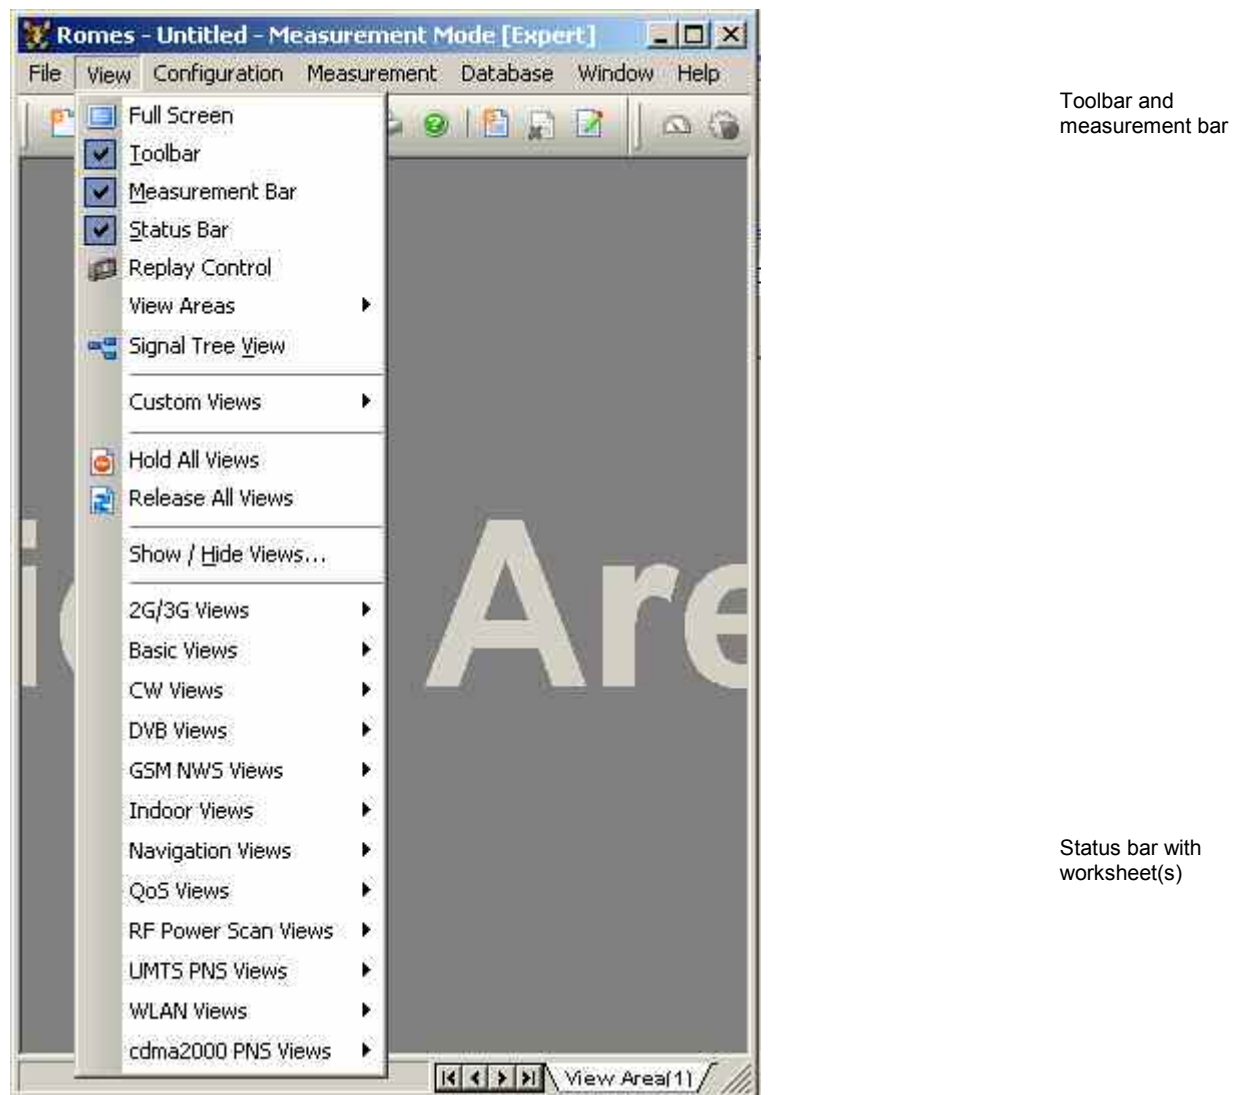 Romes - Untitled - Measurement Mode [Expert]
File View Configuration Measurement Database Window Help
Full Screen
Toolbar
Measurement Bar
Status Bar
Replay Control
View Areas
Signal Tree View
Custom Views
Hold All Views
Release All Views
Show / Hide Views...
2G/3G Views
Basic Views
CW Views
DVB Views
GSM NWS Views
Indoor Views
Navigation Views
QoS Views
RF Power Scan Views
UMTS PNS Views
WLAN Views
cdma2000 PNS Views
Are
View Area(1)
Toolbar and
measurement bar
Status bar with
worksheet(s)